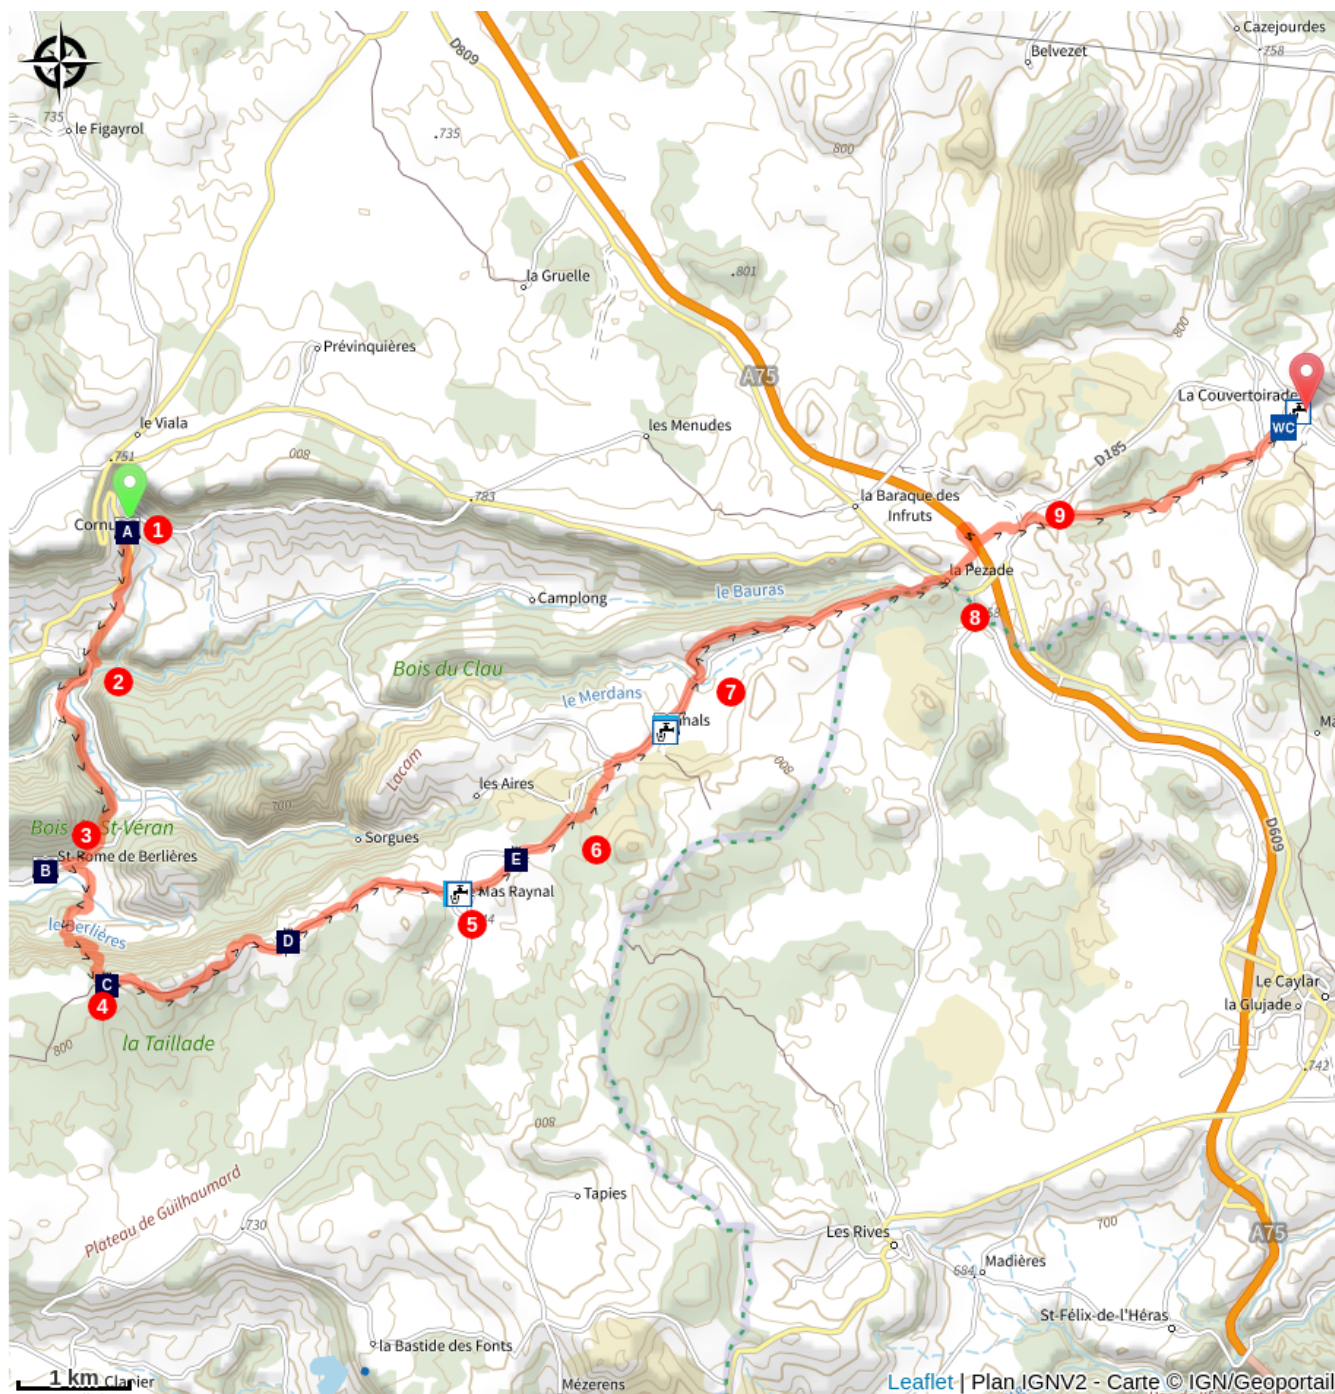 Cazejourdes
758
D809
Belvezet
735
le Figayrol
735
800
801
la Gruelle
800
Prévinquières
A75
La Couvertoirade
le Viala
les Menudes
WC
751
800
D185
783
la Baraque des
Infruts
A
1
9
la Pezade
le Bauras
Camplong
8
Bois du Clau
2
le Merdans
7
800
Lacam
les Aires
700
D609
Bois
St-Véran
3
Sorgues
6
St-Rome de Berlières
E
B
Mas Raynal
5
le Berlières
D
C
Le Caylar
4
la Glujade
la Taillade
800
742
800
Plateau de Guilhaumard
Tapies
730
700
Les Rives
A75
Madières
684
St-Félix-de-l'Héras
la Bastide des Fonts
1 km
Clapier
Mézerens
Leaflet | Plan IGNV2 - Carte © IGN/Geoportail